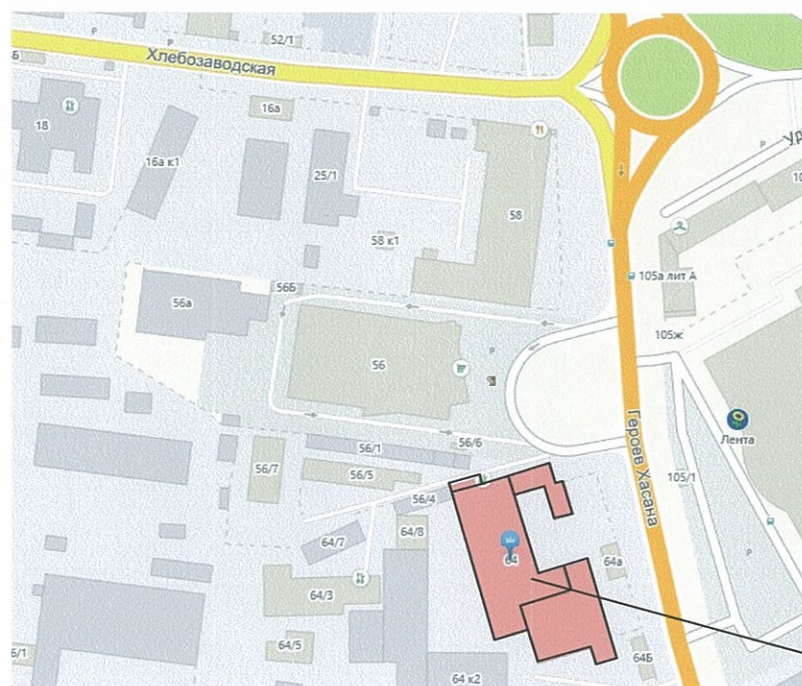 52/1
Р
Р
Хлебозаводская
16а
18
16а к1
25/1
58
58 к1
Р
Ур
105а лит А
105ж
56Б
56а
56
Р
Героев Хасана
Лента
56/6
56/1
56/7
56/5
105/1
56/4
64/8
64/7
64
64а
Р
64/3
64/5
64Б
64 к2